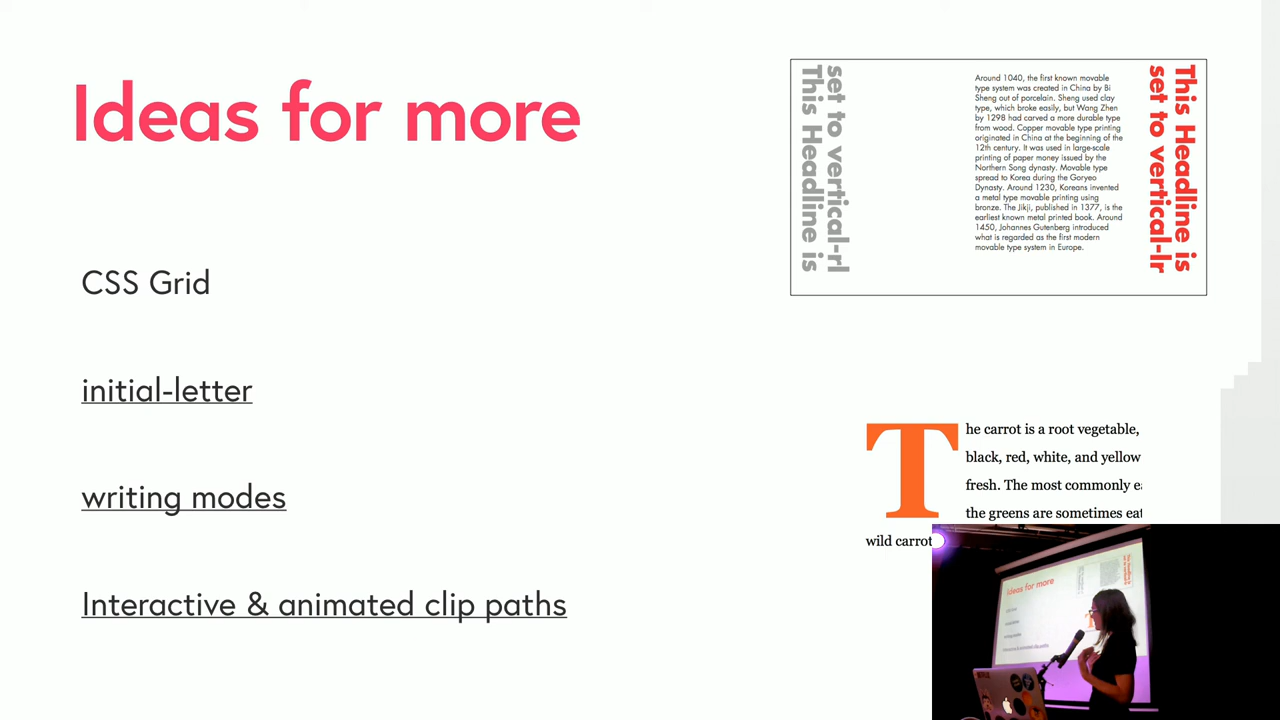 Ideas for more
CSS Grid
initial-letter
writing modes
Interactive & animated clip paths
This Headline is
set to vertical-rl
Around 1040, the first known movable
type system was created in China by Bi
Sheng out of porcelain. Sheng used clay
type, which broke easily, but Wang Zhen
by 1298 had carved a more durable type
from wood. Copper movable type printing
originated in China at the beginning of the
12th century. It was used in large-scale
printing of paper money issued by the
Northern Song dynasty. Movable type
spread to Korea during the Goryeo
Dynasty. Around 1230, Koreans invented
a metal type movable printing using
bronze. The Jikji, published in 1377, is the
earliest known metal printed book. Around
1450, Johannes Gutenberg introduced
what is regarded as the first modern
movable type system in Europe.
This Headline is
set to vertical-lr
The carrot is a root vegetable,
black, red, white, and yellow
fresh. The most commonly ea
the greens are sometimes eat
wild carrot
Ideas for more